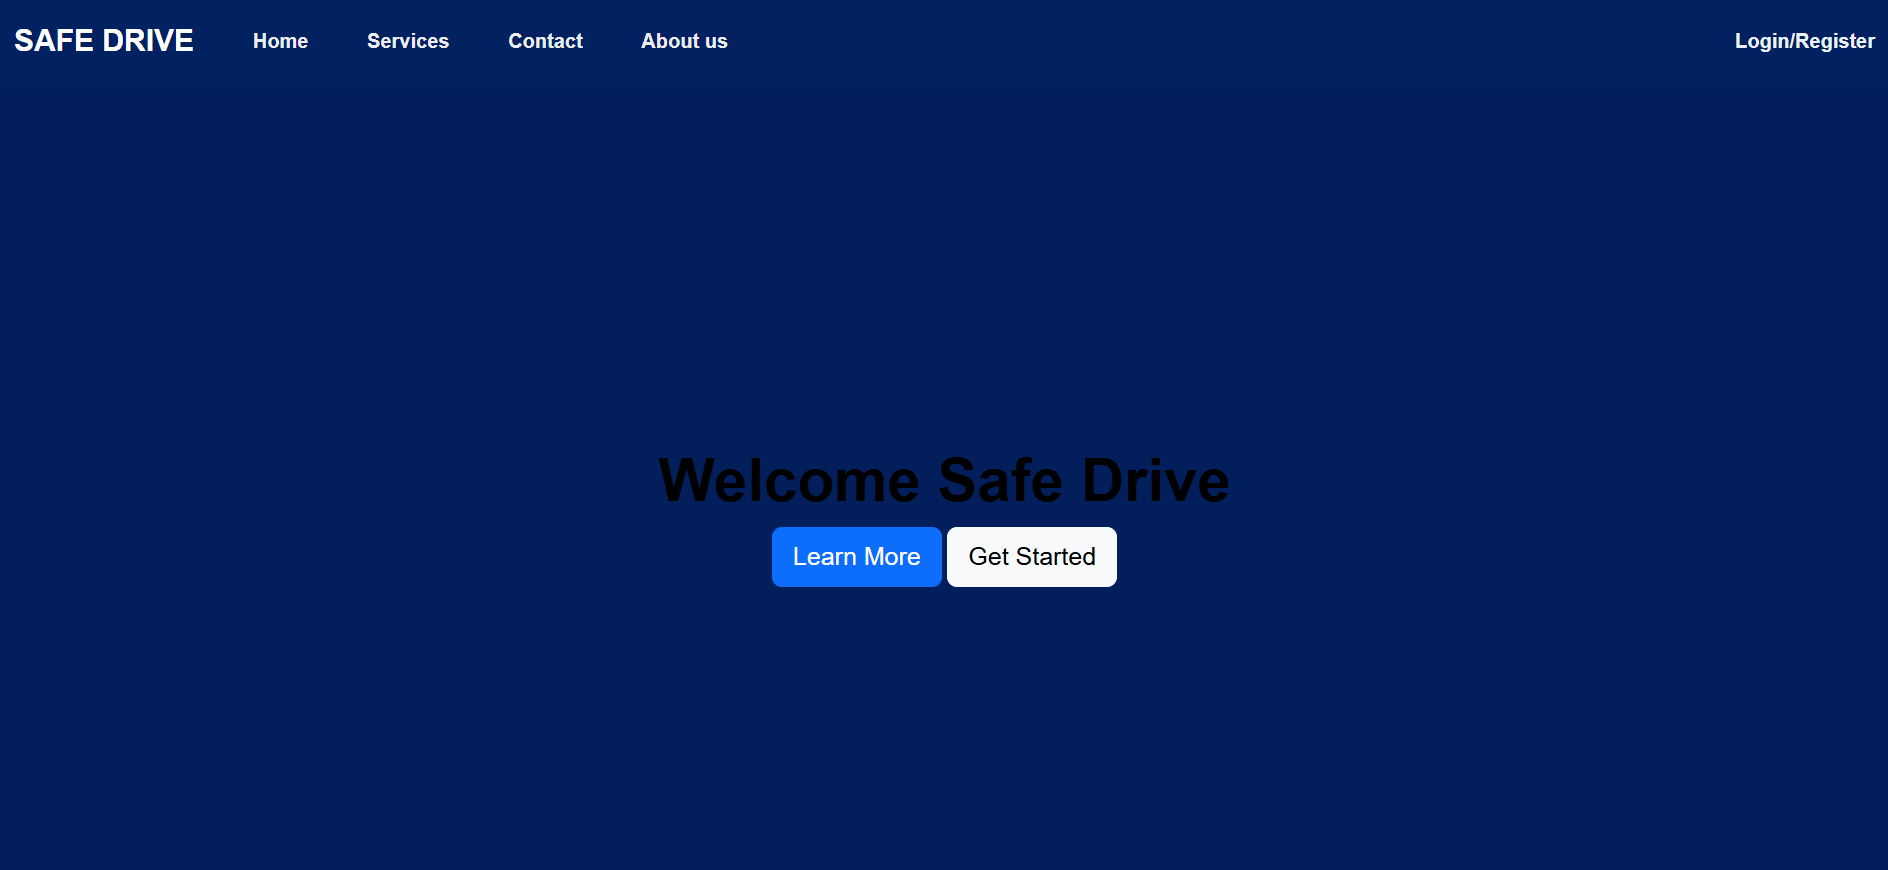 SAFE DRIVE Home Services Contact About us Login/Register
Welcome Safe Drive
Learn More Get Started